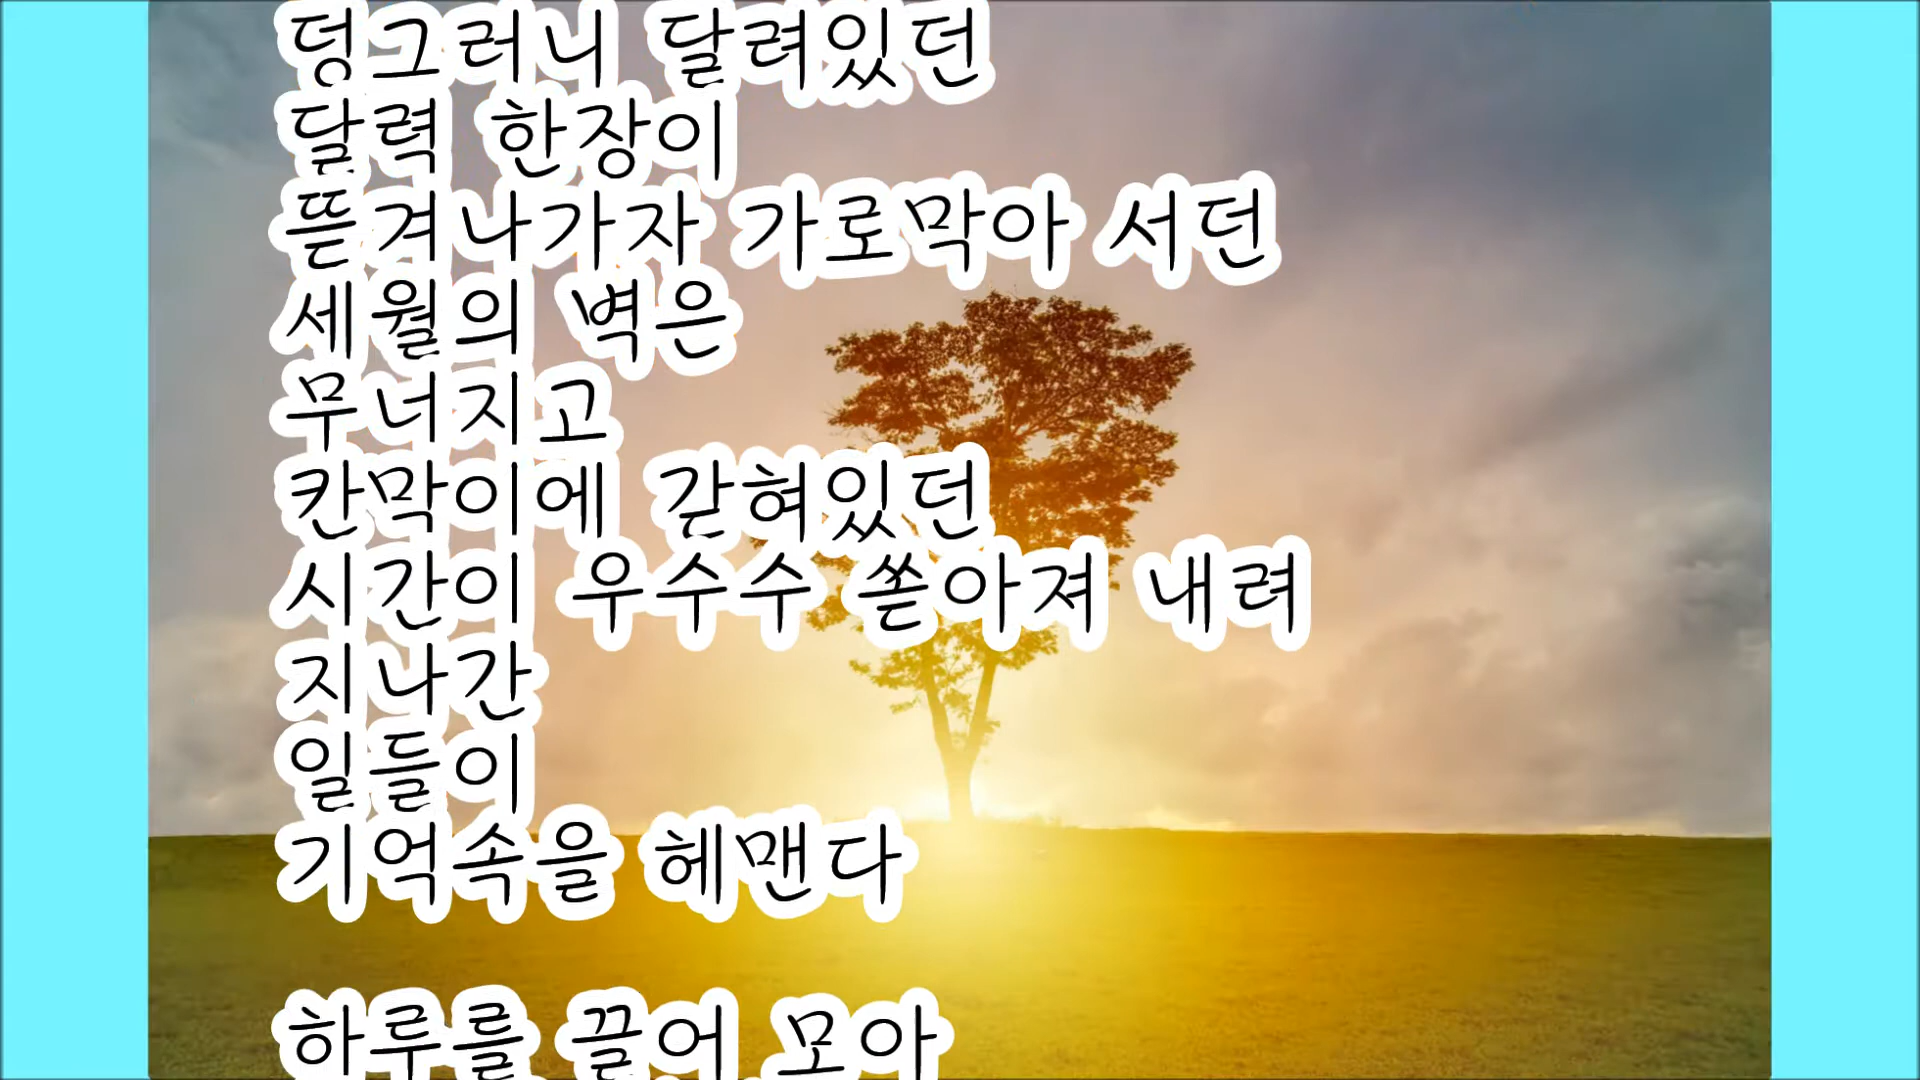 덩그러니 달려있던
달력 한장이
뜯겨나가자 가로막아 서던
세월의 벽은
무너지고
칸막이에 갇혀있던
시간이 우수수 쏟아져 내려
지나간
일들이
기억속을 헤맨다
하루를 끌어 모아